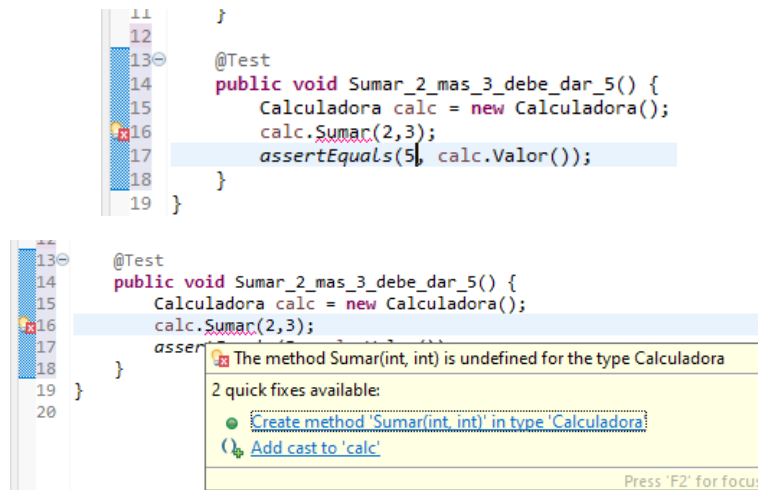 11 }
12
13 @Test
14 public void Sumar_2_mas_3_debe_dar_5() {
15 Calculadora calc = new Calculadora();
16 calc.Sumar(2,3);
17 assertEquals(5, calc.Valor());
18 }
19 }
13 @Test
14 public void Sumar_2_mas_3_debe_dar_5() {
15 Calculadora calc = new Calculadora();
16 calc.Sumar(2,3);
17 asser
The method Sumar(int, int) is undefined for the type Calculadora
18 }
2 quick fixes available:
19 }
20
Create method 'Sumar(int, int)' in type 'Calculadora'
Add cast to 'calc'
Press 'F2' for focus